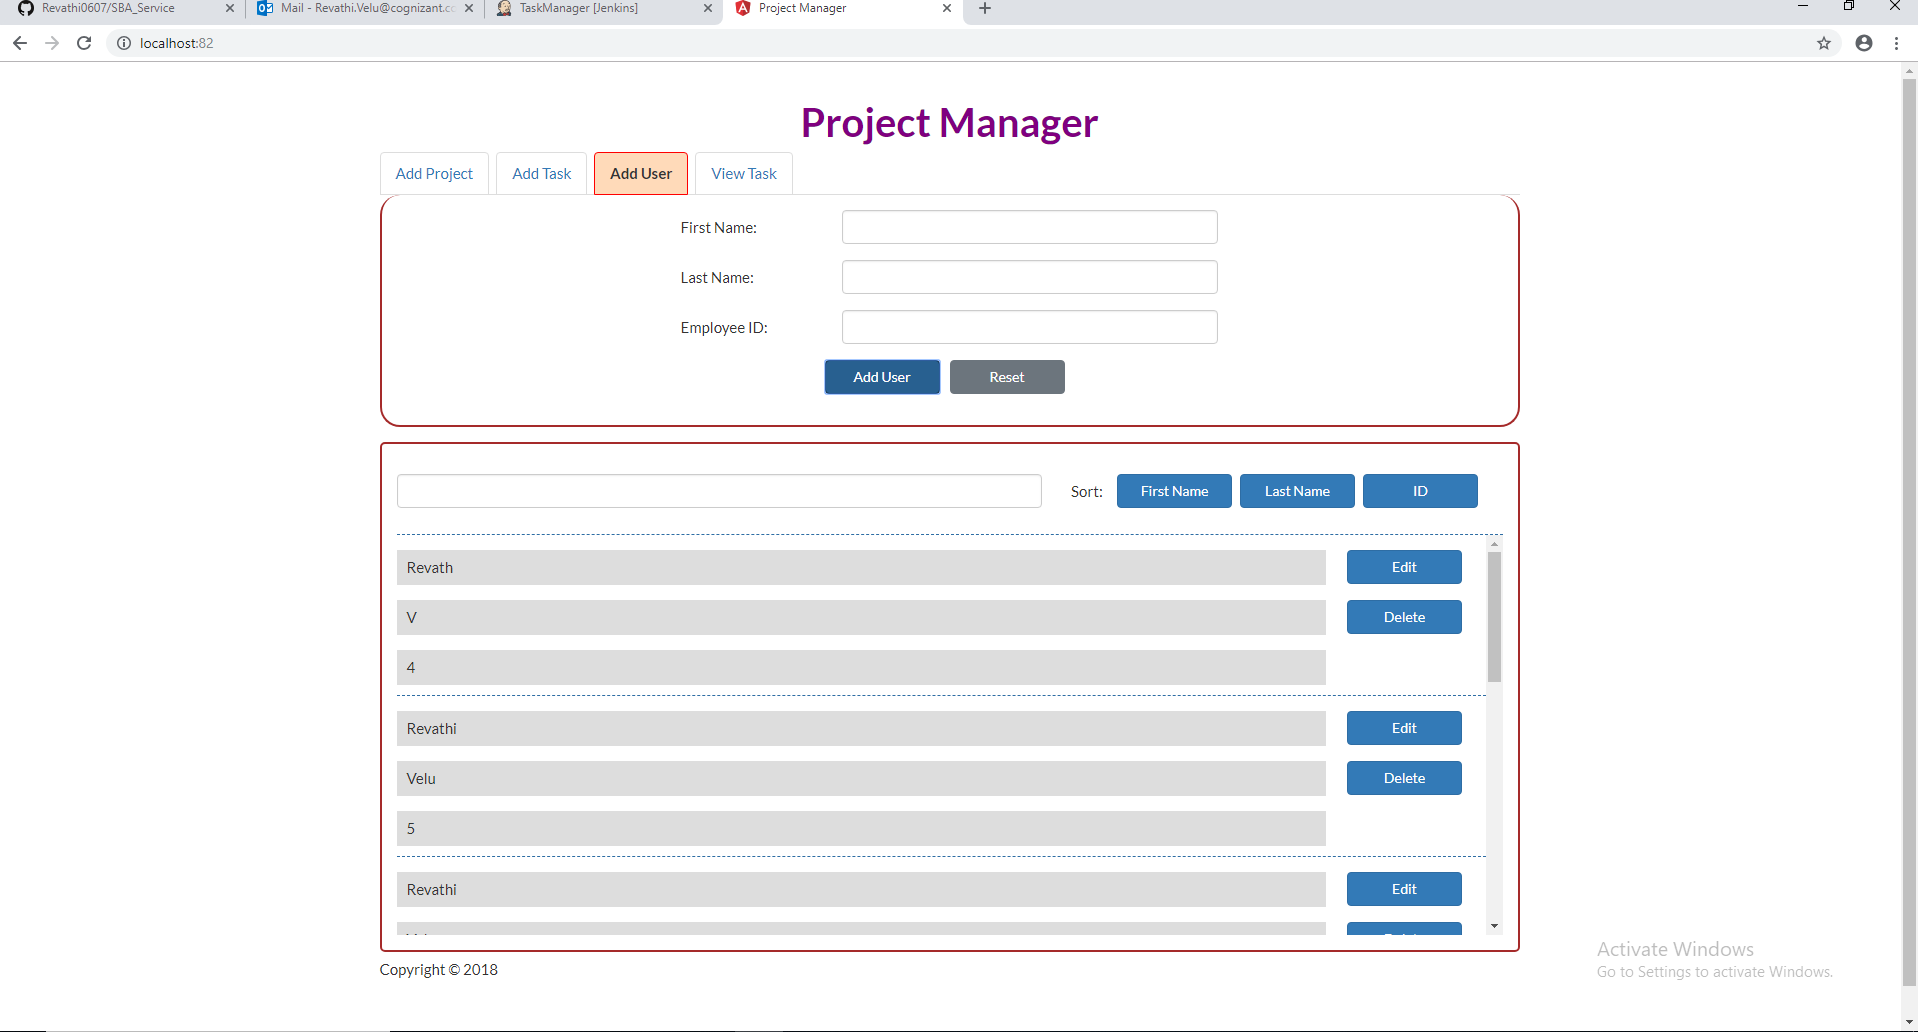 Revathi0607/SBA_Service
Mail - Revathi.Velu@cognizant.c
TaskManager [Jenkins]
Project Manager
localhost:82
Project Manager
Add Project
Add Task
Add User
View Task
First Name:
Last Name:
Employee ID:
Add User
Reset
Sort:
First Name
Last Name
ID
Revath
Edit
V
Delete
4
Revathi
Edit
Velu
Delete
5
Revathi
Edit
Copyright © 2018
Activate Windows
Go to Settings to activate Windows.